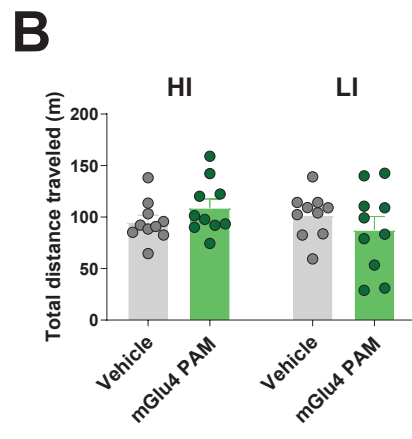 B
HI LI
Total distance traveled (m)
200
150
100
50
0
Vehicle
mGlu4 PAM
Vehicle
mGlu4 PAM